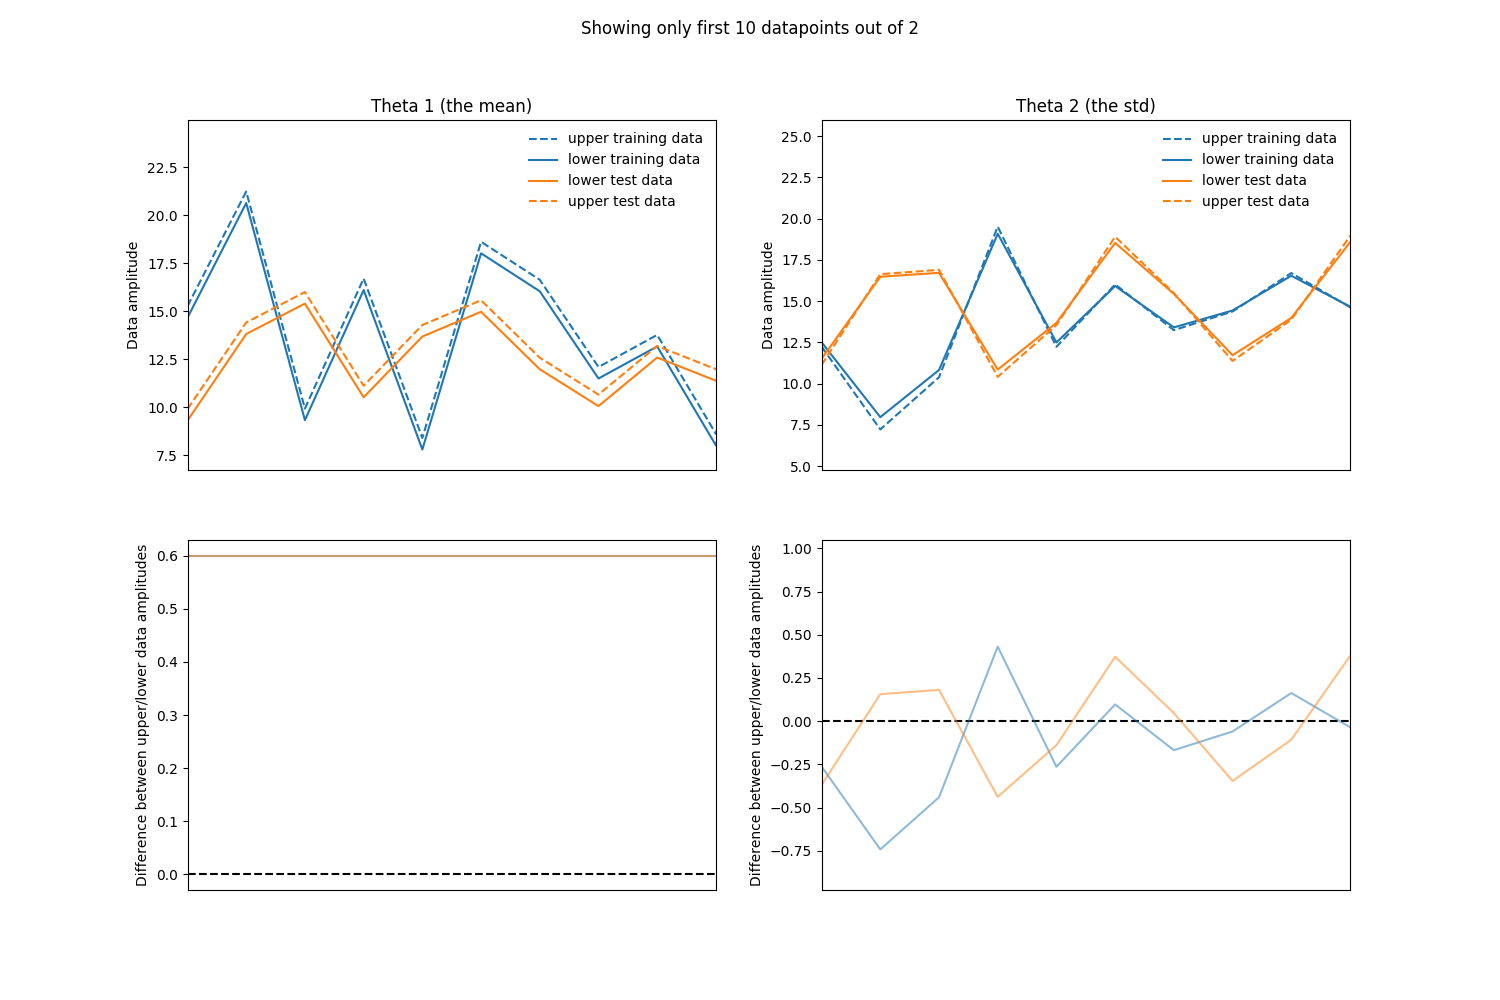 Showing only first 10 datapoints out of 2
Theta 1 (the mean)
Data amplitude
22.5
20.0
17.5
15.0
12.5
10.0
7.5
upper training data
lower training data
lower test data
upper test data
Theta 2 (the std)
Data amplitude
25.0
22.5
20.0
17.5
15.0
12.5
10.0
7.5
5.0
upper training data
lower training data
lower test data
upper test data
Difference between upper/lower data amplitudes
0.6
0.5
0.4
0.3
0.2
0.1
0.0
Difference between upper/lower data amplitudes
1.00
0.75
0.50
0.25
0.00
−0.25
−0.50
−0.75